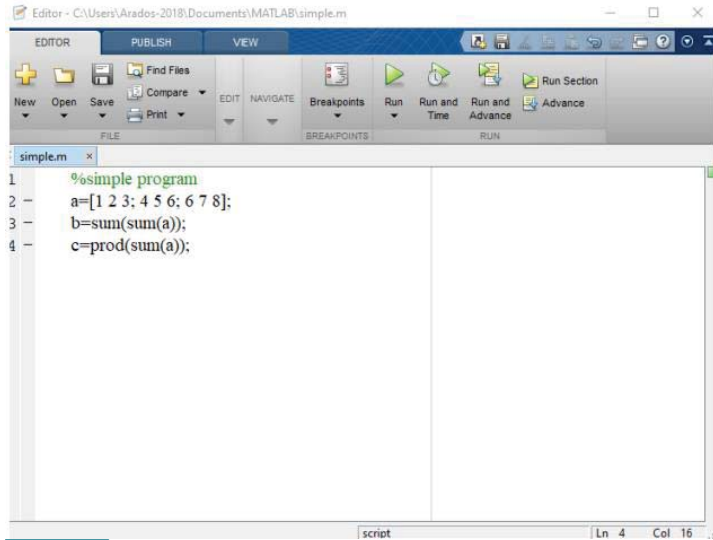 Editor - C:\Users\Arados-2018\Documents\MATLAB\simple.m
EDITOR PUBLISH VIEW
New Open Save Find Files Compare Print EDIT NAVIGATE Breakpoints Run Run and Time Run and Advance Run Section Advance
FILE BREAKPOINTS RUN
simple.m ×
1 %simple program
2 – a=[1 2 3; 4 5 6; 6 7 8];
3 – b=sum(sum(a));
4 – c=prod(sum(a));
script Ln 4 Col 16